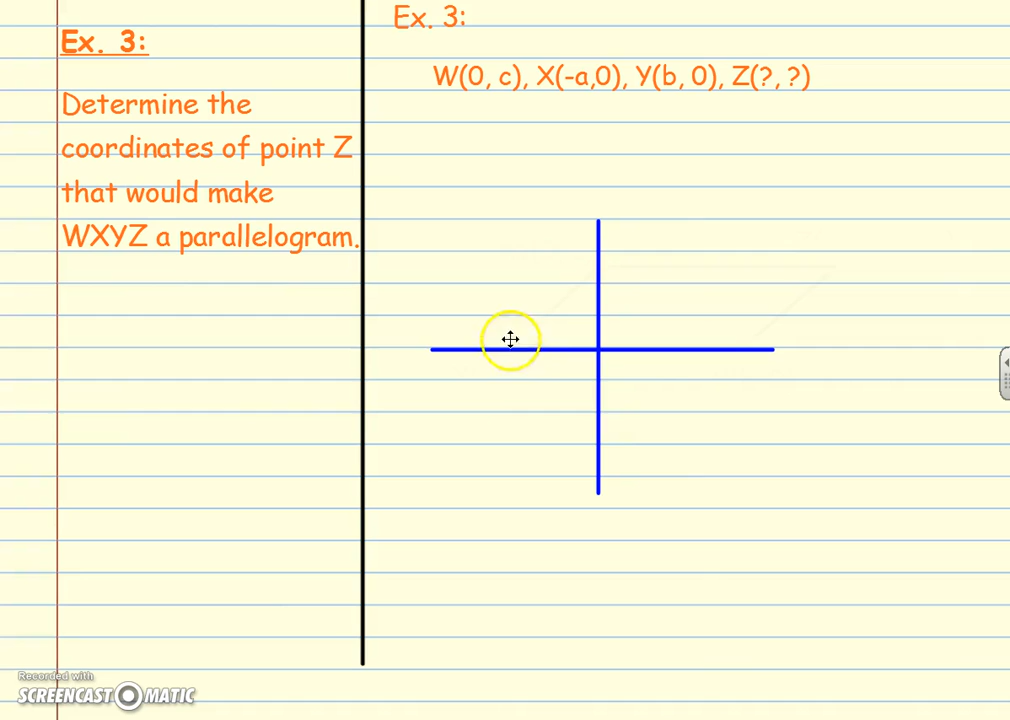 Ex. 3:
Determine the
coordinates of point Z
that would make
WXYZ a parallelogram.
Ex. 3:
W(0, c), X(-a,0), Y(b, 0), Z(?, ?)
Recorded with
SCREENCAST MATIC